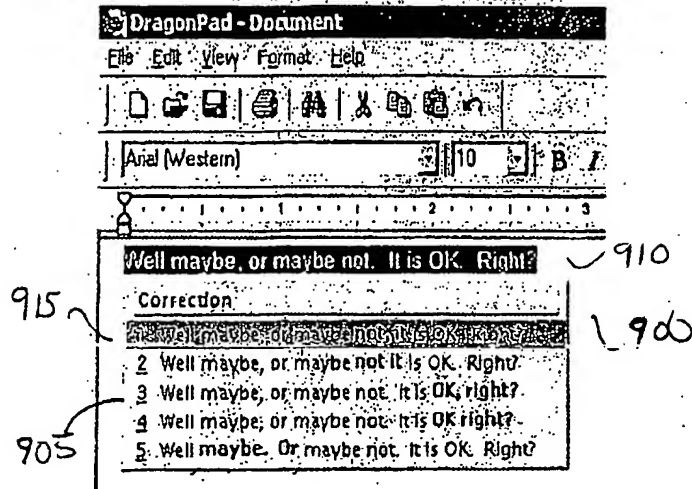 DragonPad - Document
File Edit View Format Help
Arial (Western) 10 B I
1 2 3
Well maybe, or maybe not. It is OK. Right? 910
Correction
915 900
2 Well maybe, or maybe not it is OK. Right?
3 Well maybe, or maybe not. It is OK, right?
4 Well maybe, or maybe not. It is OK right?
905
5 Well maybe. Or maybe not. It is OK. Right?